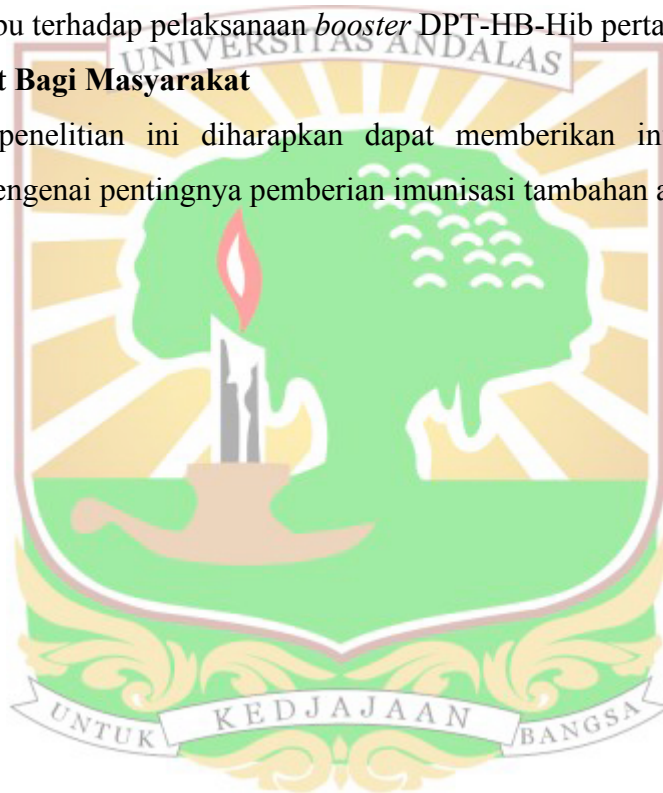 bu terhadap pelaksanaan booster DPT-HB-Hib perta
UNIVERSITAS ANDALAS
t Bagi Masyarakat
penelitian ini diharapkan dapat memberikan in
engenai pentingnya pemberian imunisasi tambahan a
UNTUK KEDJAJAAN BANGSA